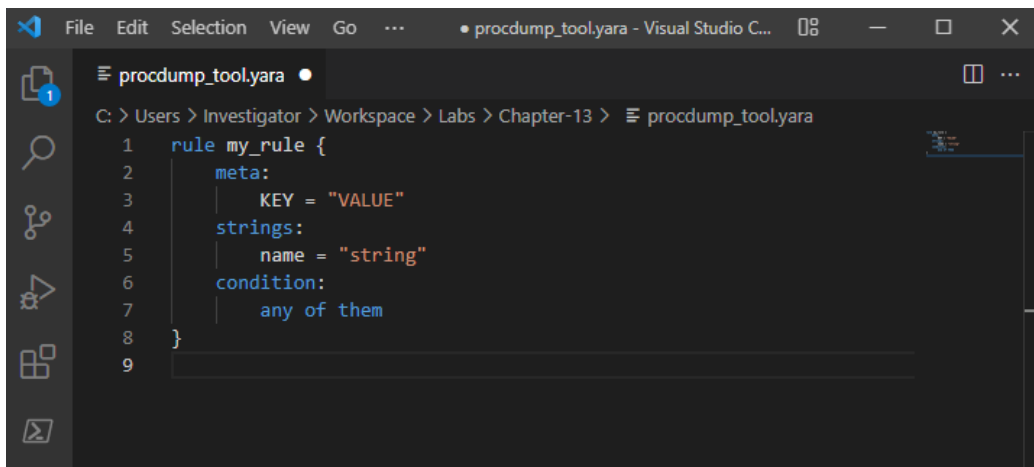 File Edit Selection View Go ··· ● procdump_tool.yara - Visual Studio C...
procdump_tool.yara ●
C: > Users > Investigator > Workspace > Labs > Chapter-13 > procdump_tool.yara
1 rule my_rule {
2 meta:
3 KEY = "VALUE"
4 strings:
5 name = "string"
6 condition:
7 any of them
8 }
9
1